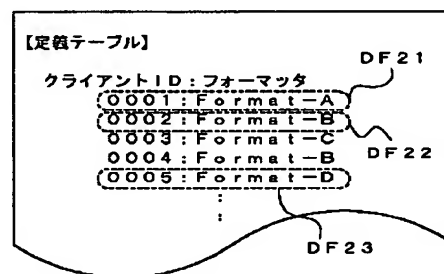 【定義テーブル】
DF21
クライアントID:フォーマッタ
0001:Format-A
0002:Format-B
DF22
0003:Format-C
0004:Format-B
0005:Format-D
:
:
DF23